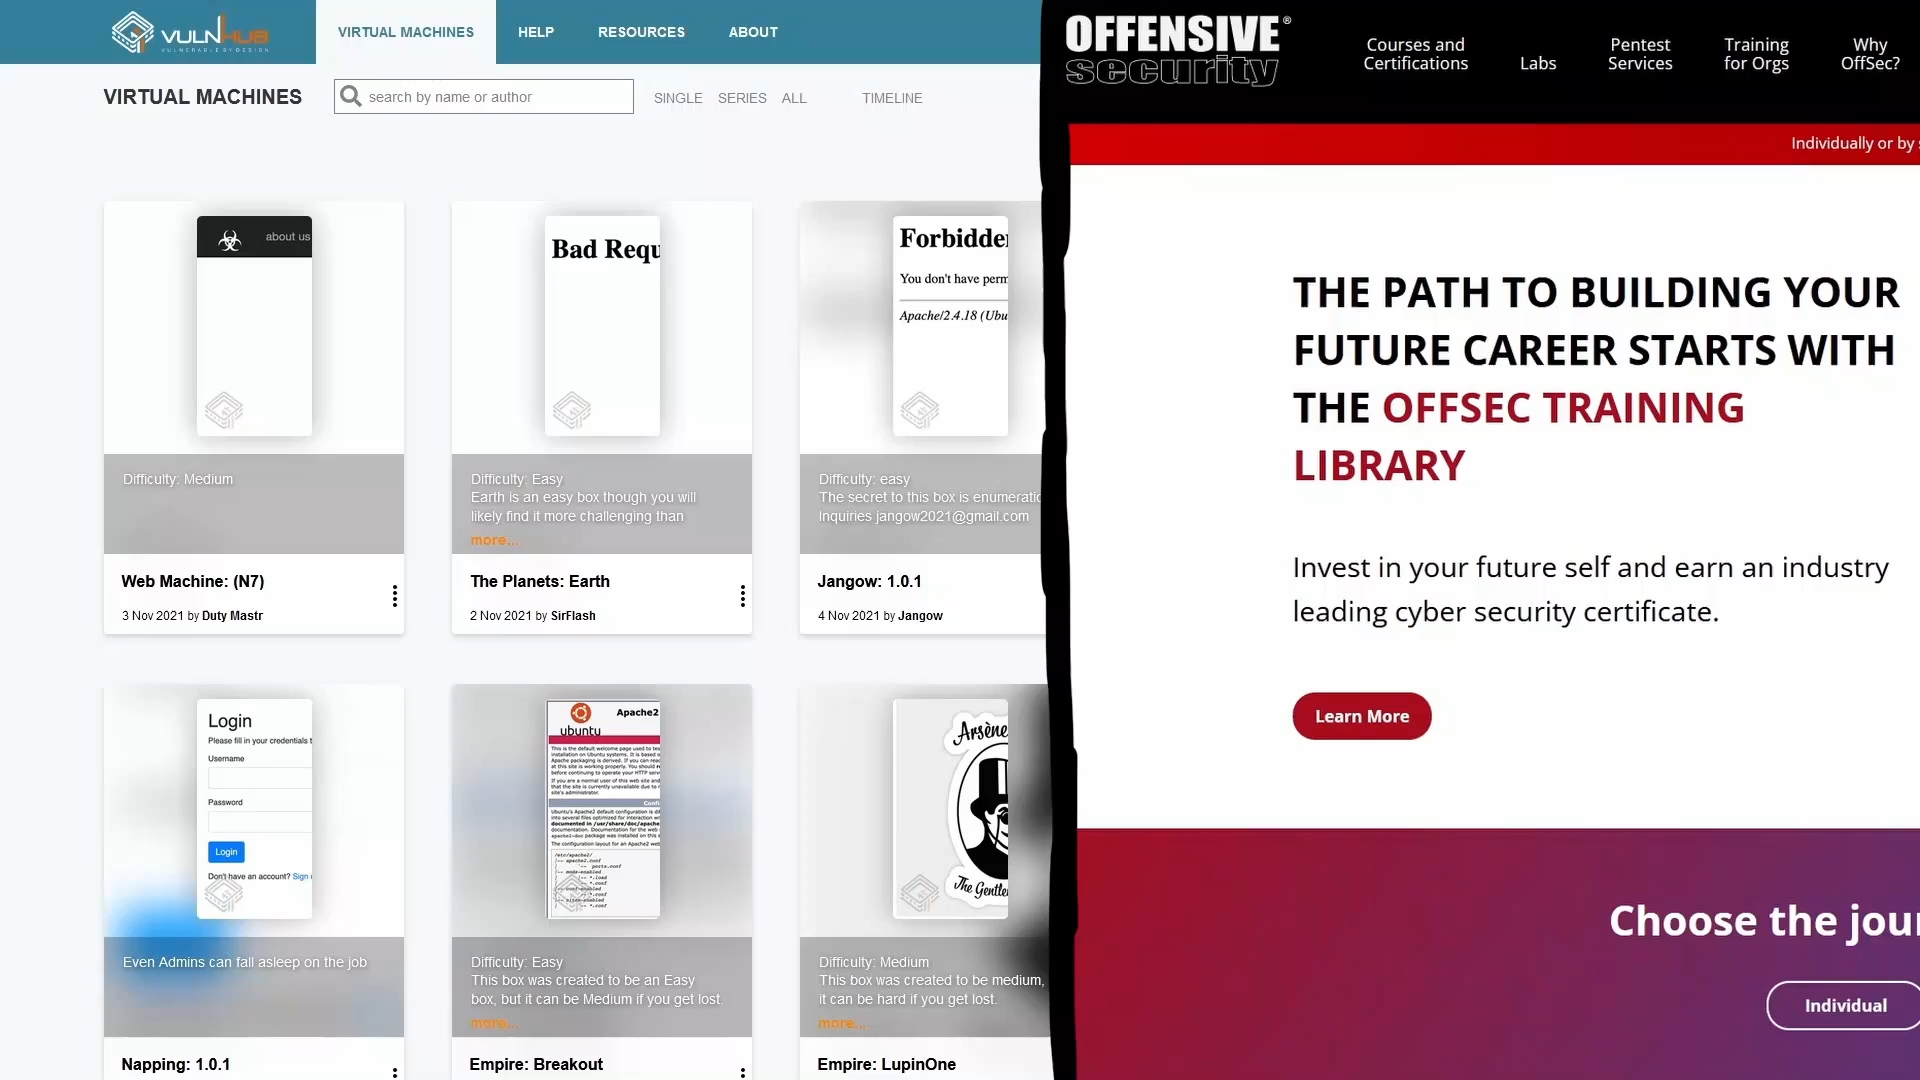 VULNHUB
VULNERABLE BY DESIGN
VIRTUAL MACHINES
HELP
RESOURCES
ABOUT
VIRTUAL MACHINES
search by name or author
SINGLE
SERIES
ALL
TIMELINE
about us
Difficulty: Medium
Web Machine: (N7)
3 Nov 2021 by Duty Mastr
Bad Requ
Difficulty: Easy
Earth is an easy box though you will
likely find it more challenging than
more...
The Planets: Earth
2 Nov 2021 by SirFlash
Forbidden
You don't have perm
Apache/2.4.18 (Ubu
Difficulty: easy
The secret to this box is enumeratio
Inquiries jangow2021@gmail.com
Jangow: 1.0.1
4 Nov 2021 by Jangow
Login
Please fill in your credentials t
Username
Password
Login
Don't have an account? Sign
Even Admins can fall asleep on the job
Napping: 1.0.1
Apache2
ubuntu
This is the default welcome page used to tes
installation on Ubuntu systems. It is based
Apache packaging is derived. If you can rea
at this site is working properly. You should
before continuing to operate your HTTP serv
If you are a normal user of this web site and
that the site is currently unavailable due to
site's administrator.
Confi
Ubuntu's Apache2 default configuration is
into several files optimized for interaction
documented in /usr/share/doc/apache
documentation. Documentation for the web
apache2-doc package was installed on this
The configuration layout for an Apache2 web
/etc/apache2/
|-- apache2.conf
| `-- ports.conf
|-- mods-enabled
| |-- *.load
| `-- *.conf
|-- conf-enabled
| `-- *.conf
|-- sites-enabled
| `-- *.conf
Difficulty: Easy
This box was created to be an Easy
box, but it can be Medium if you get lost.
more...
Empire: Breakout
Arsène
The Gentle
Difficulty: Medium
This box was created to be medium,
it can be hard if you get lost.
more...
Empire: LupinOne
OFFENSIVE®
security
Courses and
Certifications
Labs
Pentest
Services
Training
for Orgs
Why
OffSec?
Individually or by
THE PATH TO BUILDING YOUR
FUTURE CAREER STARTS WITH
THE OFFSEC TRAINING
LIBRARY
Invest in your future self and earn an industry
leading cyber security certificate.
Learn More
Choose the jour
Individual